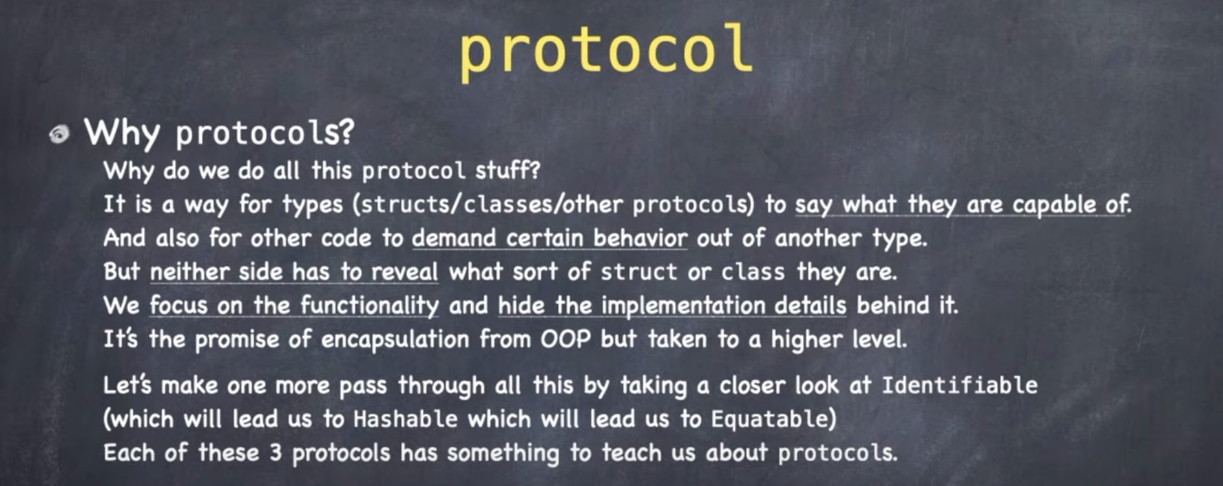 protocol
Why protocols?
Why do we do all this protocol stuff?
It is a way for types (structs/classes/other protocols) to say what they are capable of.
And also for other code to demand certain behavior out of another type.
But neither side has to reveal what sort of struct or class they are.
We focus on the functionality and hide the implementation details behind it.
It's the promise of encapsulation from OOP but taken to a higher level.
Let's make one more pass through all this by taking a closer look at Identifiable
(which will lead us to Hashable which will lead us to Equatable)
Each of these 3 protocols has something to teach us about protocols.